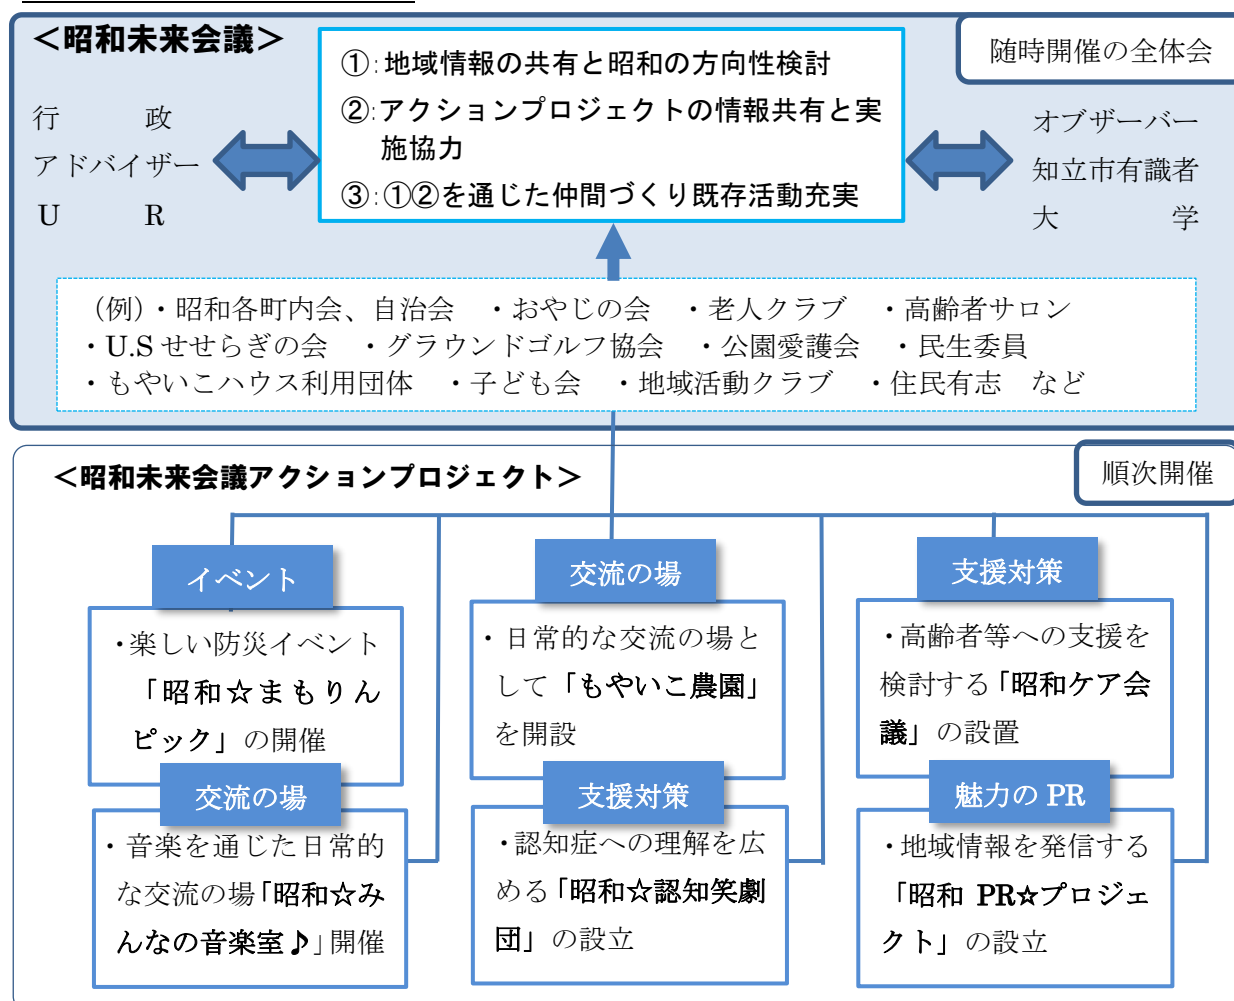 ＜昭和未来会議＞
随時開催の全体会
①:地域情報の共有と昭和の方向性検討
②:アクションプロジェクトの情報共有と実
施協力
③:①②を通じた仲間づくり既存活動充実
行　　政
アドバイザー
U　　R
オブザーバー
知立市有識者
大　　学
（例）・昭和各町内会、自治会　・おやじの会　・老人クラブ　・高齢者サロン
・U.S せせらぎの会　・グラウンドゴルフ協会　・公園愛護会　・民生委員
・もやいこハウス利用団体　・子ども会　・地域活動クラブ　・住民有志　など
＜昭和未来会議アクションプロジェクト＞
順次開催
イベント
・楽しい防災イベント
「昭和☆まもりん
ピック」の開催
交流の場
・日常的な交流の場と
して「もやいこ農園」
を開設
支援対策
・高齢者等への支援を
検討する「昭和ケア会
議」の設置
交流の場
・音楽を通じた日常的
な交流の場「昭和☆み
んなの音楽室♪」開催
支援対策
・認知症への理解を広
める「昭和☆認知笑劇
団」の設立
魅力の PR
・地域情報を発信する
「昭和 PR☆プロジェ
クト」の設立